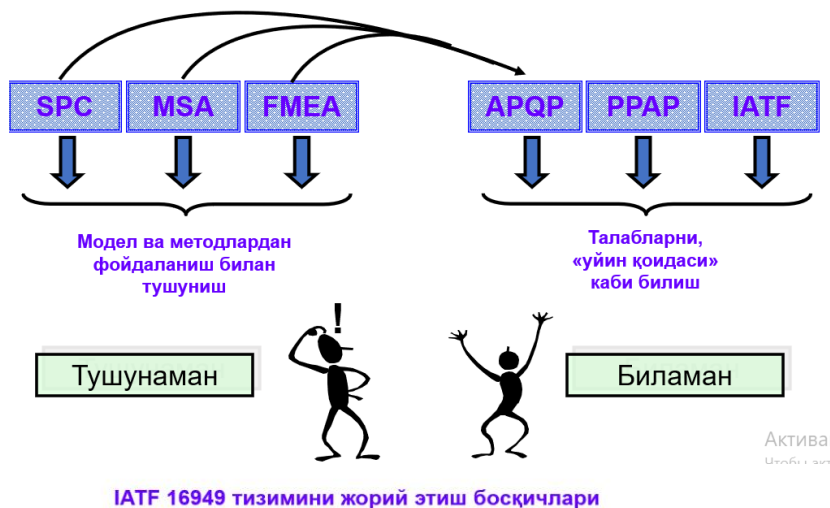 SPC MSA FMEA APQP PPAP IATF
Модел ва методлардан
фойдаланиш билан
тушуниш
Талабларни,
«уйин қоидаси»
каби билиш
!
Тушунаман
Биламан
Актива
IATF 16949 тизимини жорий этиш босқичлари